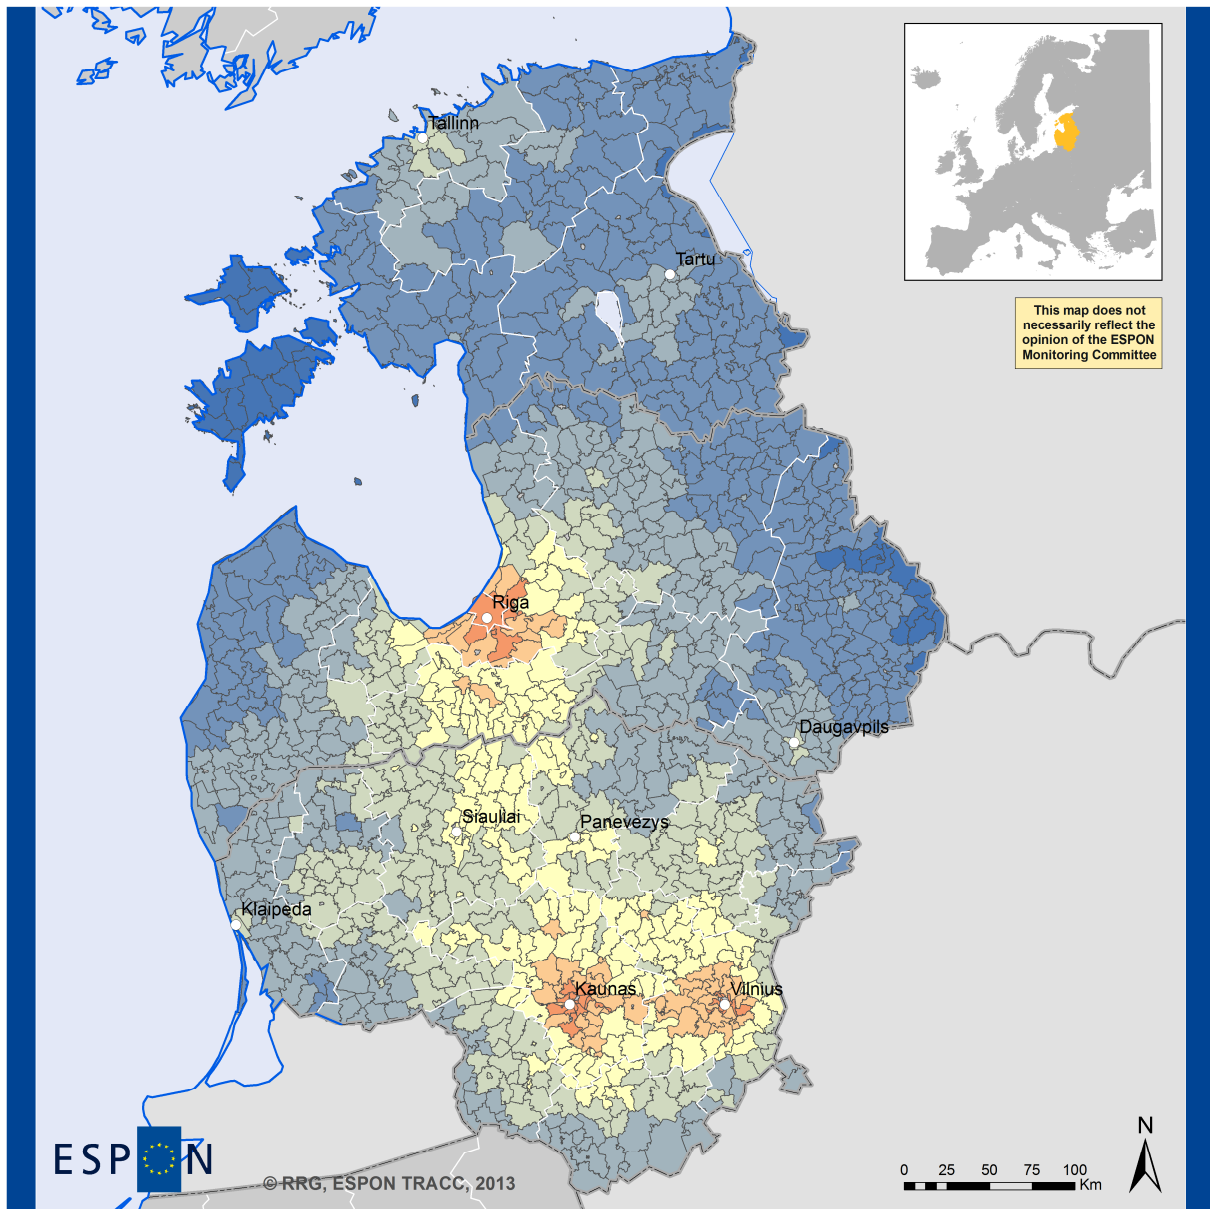 Tallinn
Tartu
This map does not
necessarily reflect the
opinion of the ESPON
Monitoring Committee
Riga
Daugavpils
Siauliai
Panevezys
Klaipeda
Kaunas
Vilnius
ESPON
© RRG, ESPON TRACC, 2013
N
0 25 50 75 100
Km